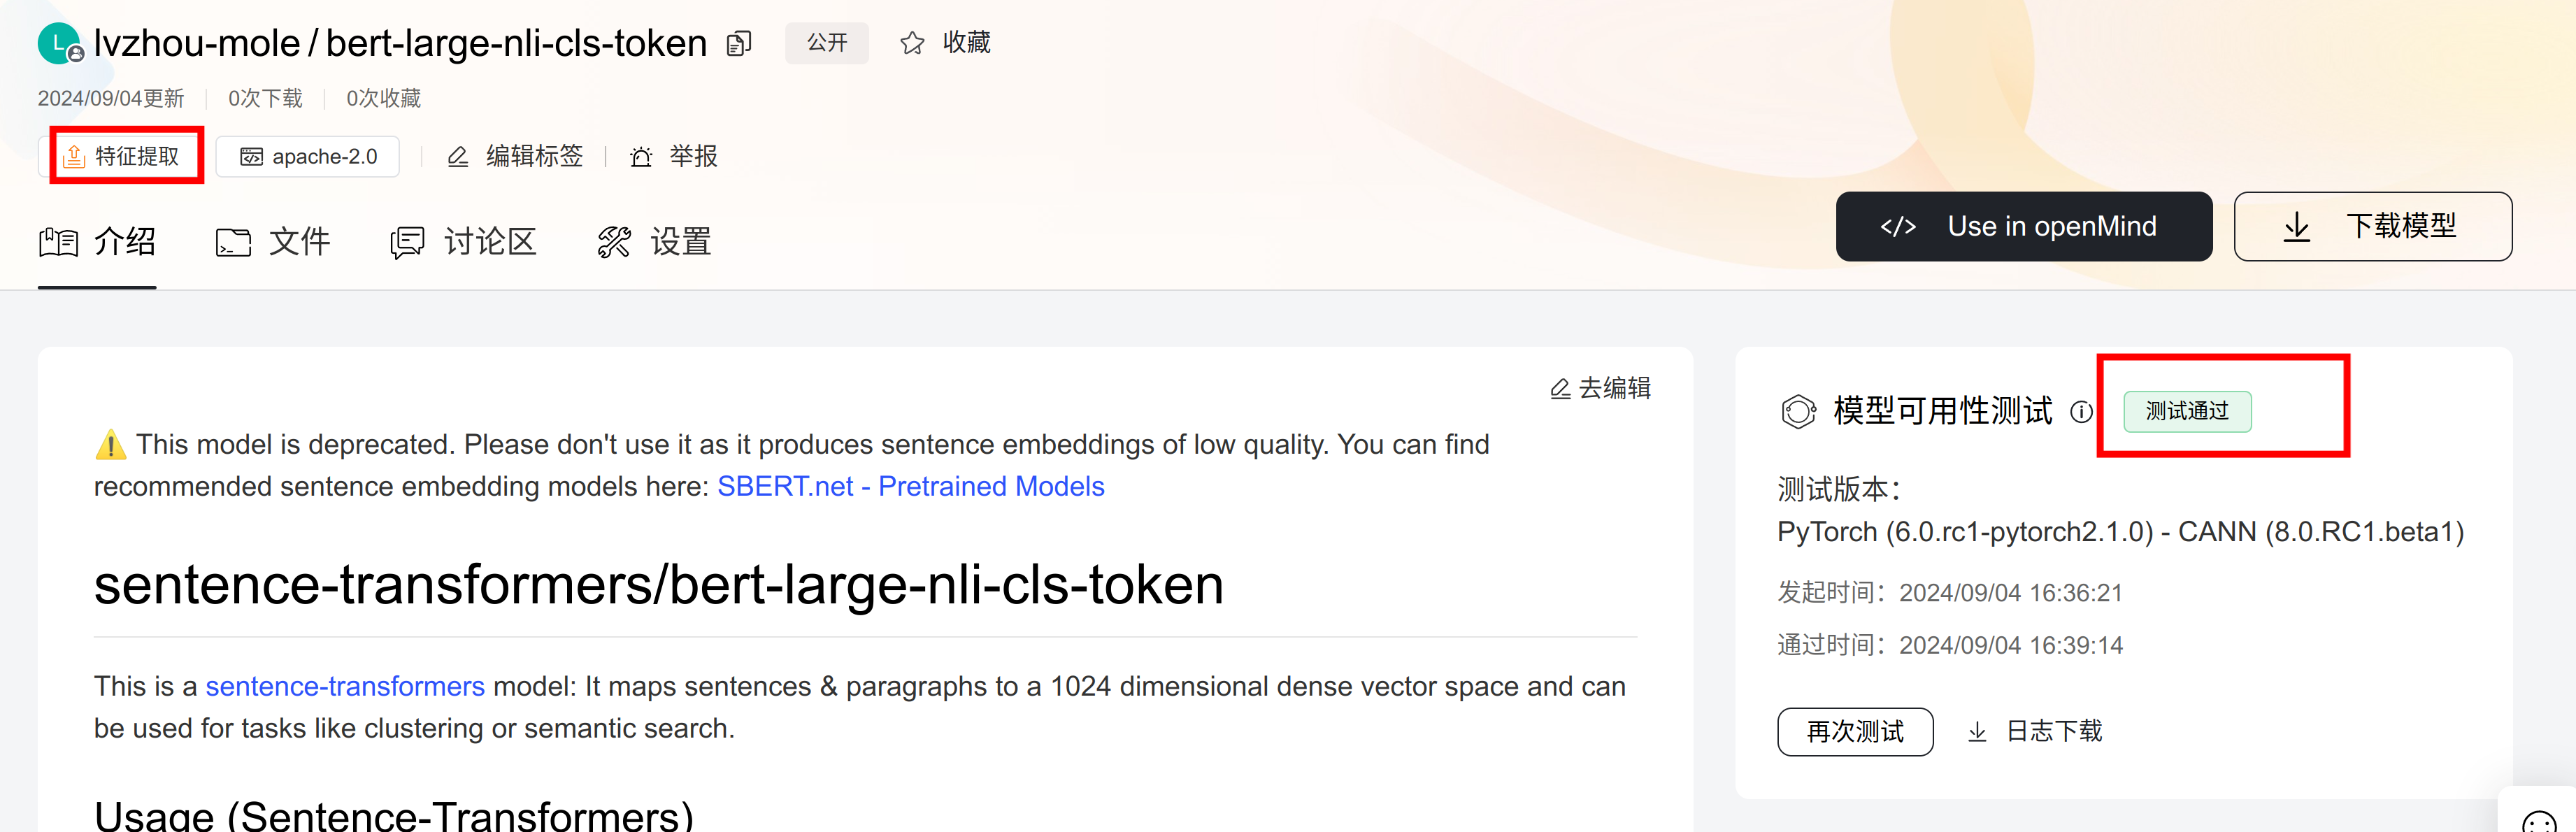 L lvzhou-mole / bert-large-nli-cls-token 公开 收藏
2024/09/04更新 0次下载 0次收藏
特征提取 apache-2.0 编辑标签 举报
介绍 文件 讨论区 设置
</> Use in openMind 下载模型
去编辑
This model is deprecated. Please don't use it as it produces sentence embeddings of low quality. You can find
recommended sentence embedding models here: SBERT.net - Pretrained Models
sentence-transformers/bert-large-nli-cls-token
This is a sentence-transformers model: It maps sentences & paragraphs to a 1024 dimensional dense vector space and can
be used for tasks like clustering or semantic search.
Usage (Sentence-Transformers)
模型可用性测试 测试通过
测试版本：
PyTorch (6.0.rc1-pytorch2.1.0) - CANN (8.0.RC1.beta1)
发起时间：2024/09/04 16:36:21
通过时间：2024/09/04 16:39:14
再次测试 日志下载